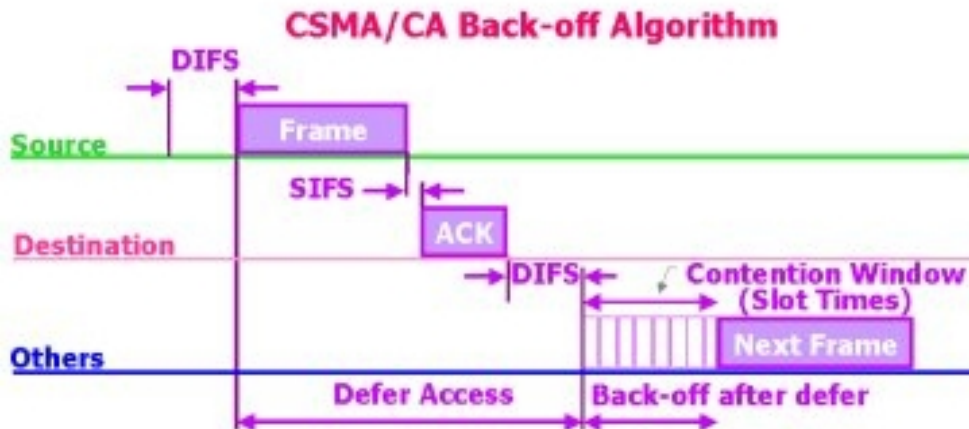 CSMA/CA Back-off Algorithm
DIFS
Frame
Source
SIFS
ACK
Destination
DIFS
Contention Window
(Slot Times)
Next Frame
Others
Defer Access
Back-off after defer